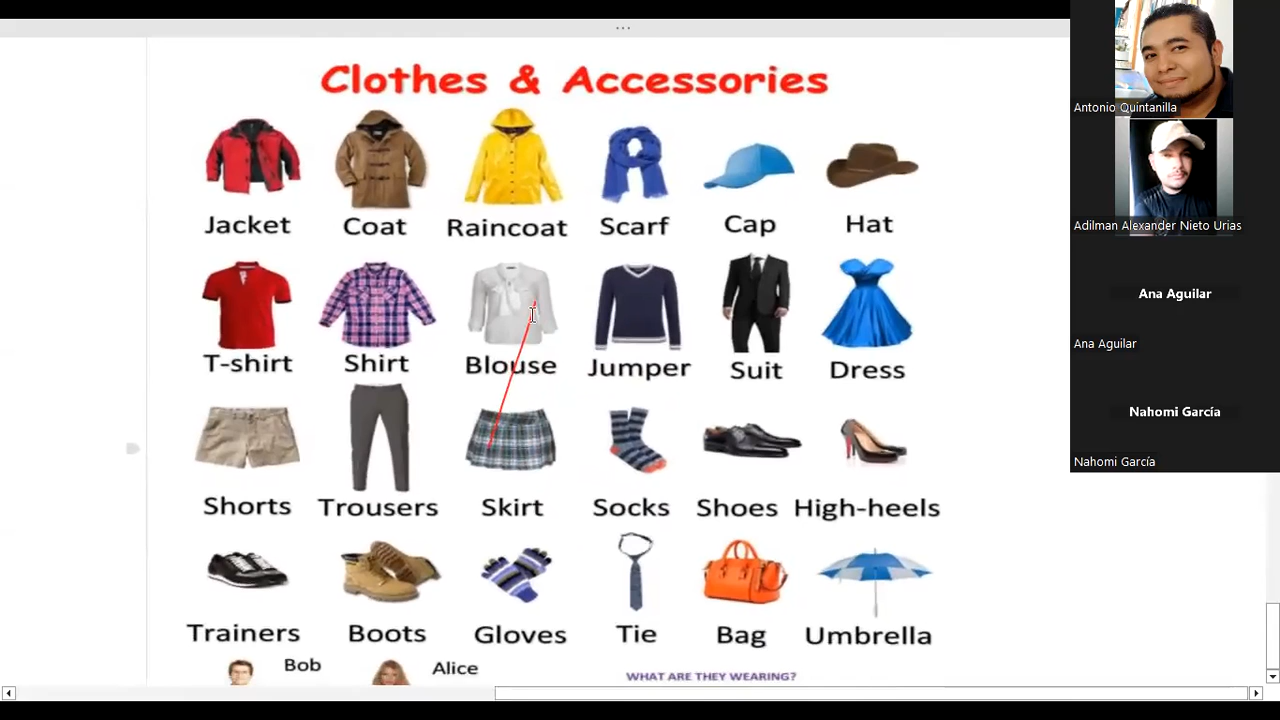 Clothes & Accessories
Jacket Coat Raincoat Scarf Cap Hat
T-shirt Shirt Blouse Jumper Suit Dress
Shorts Trousers Skirt Socks Shoes High-heels
Trainers Boots Gloves Tie Bag Umbrella
Bob Alice WHAT ARE THEY WEARING?
Antonio Quintanilla
Adilman Alexander Nieto Urias
Ana Aguilar
Ana Aguilar
Nahomi García
Nahomi García